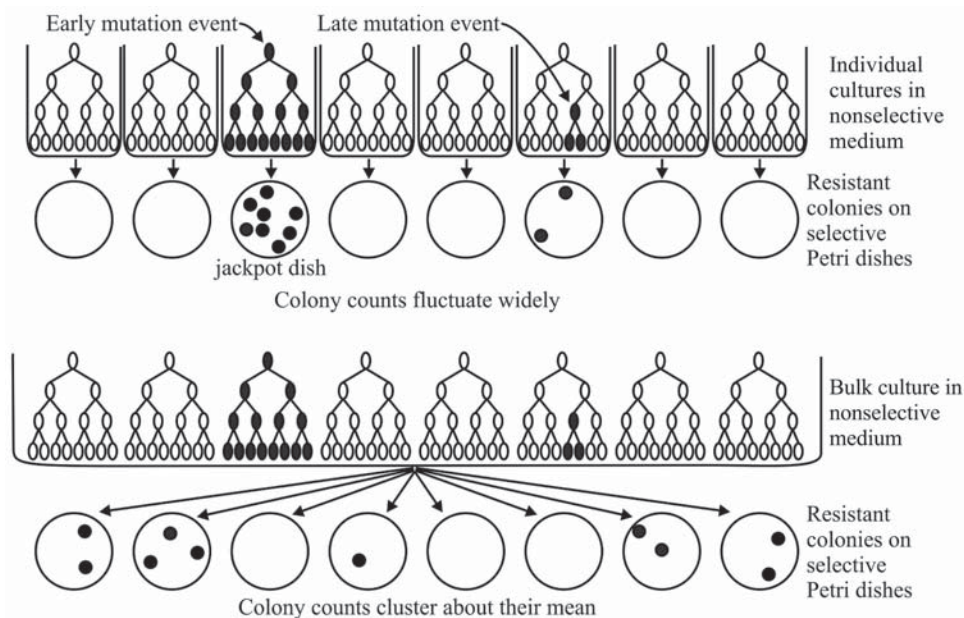 Early mutation event
Late mutation event
Individual
cultures in
nonselective
medium
Resistant
colonies on
selective
Petri dishes
jackpot dish
Colony counts fluctuate widely
Bulk culture in
nonselective
medium
Resistant
colonies on
selective
Petri dishes
Colony counts cluster about their mean